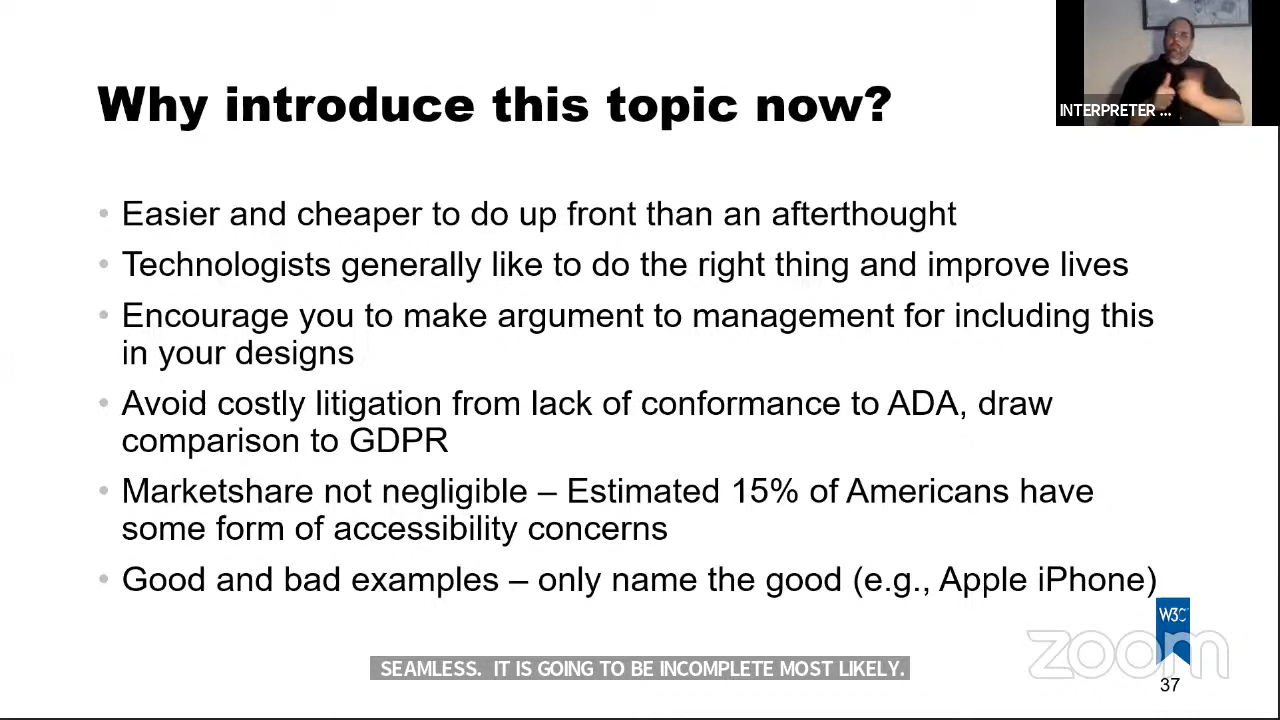 Why introduce this topic now?
INTERPRETER ...
• Easier and cheaper to do up front than an afterthought
• Technologists generally like to do the right thing and improve lives
• Encourage you to make argument to management for including this
in your designs
• Avoid costly litigation from lack of conformance to ADA, draw
comparison to GDPR
• Marketshare not negligible – Estimated 15% of Americans have
some form of accessibility concerns
• Good and bad examples – only name the good (e.g., Apple iPhone)
W3C
zoom
SEAMLESS. IT IS GOING TO BE INCOMPLETE MOST LIKELY.
37